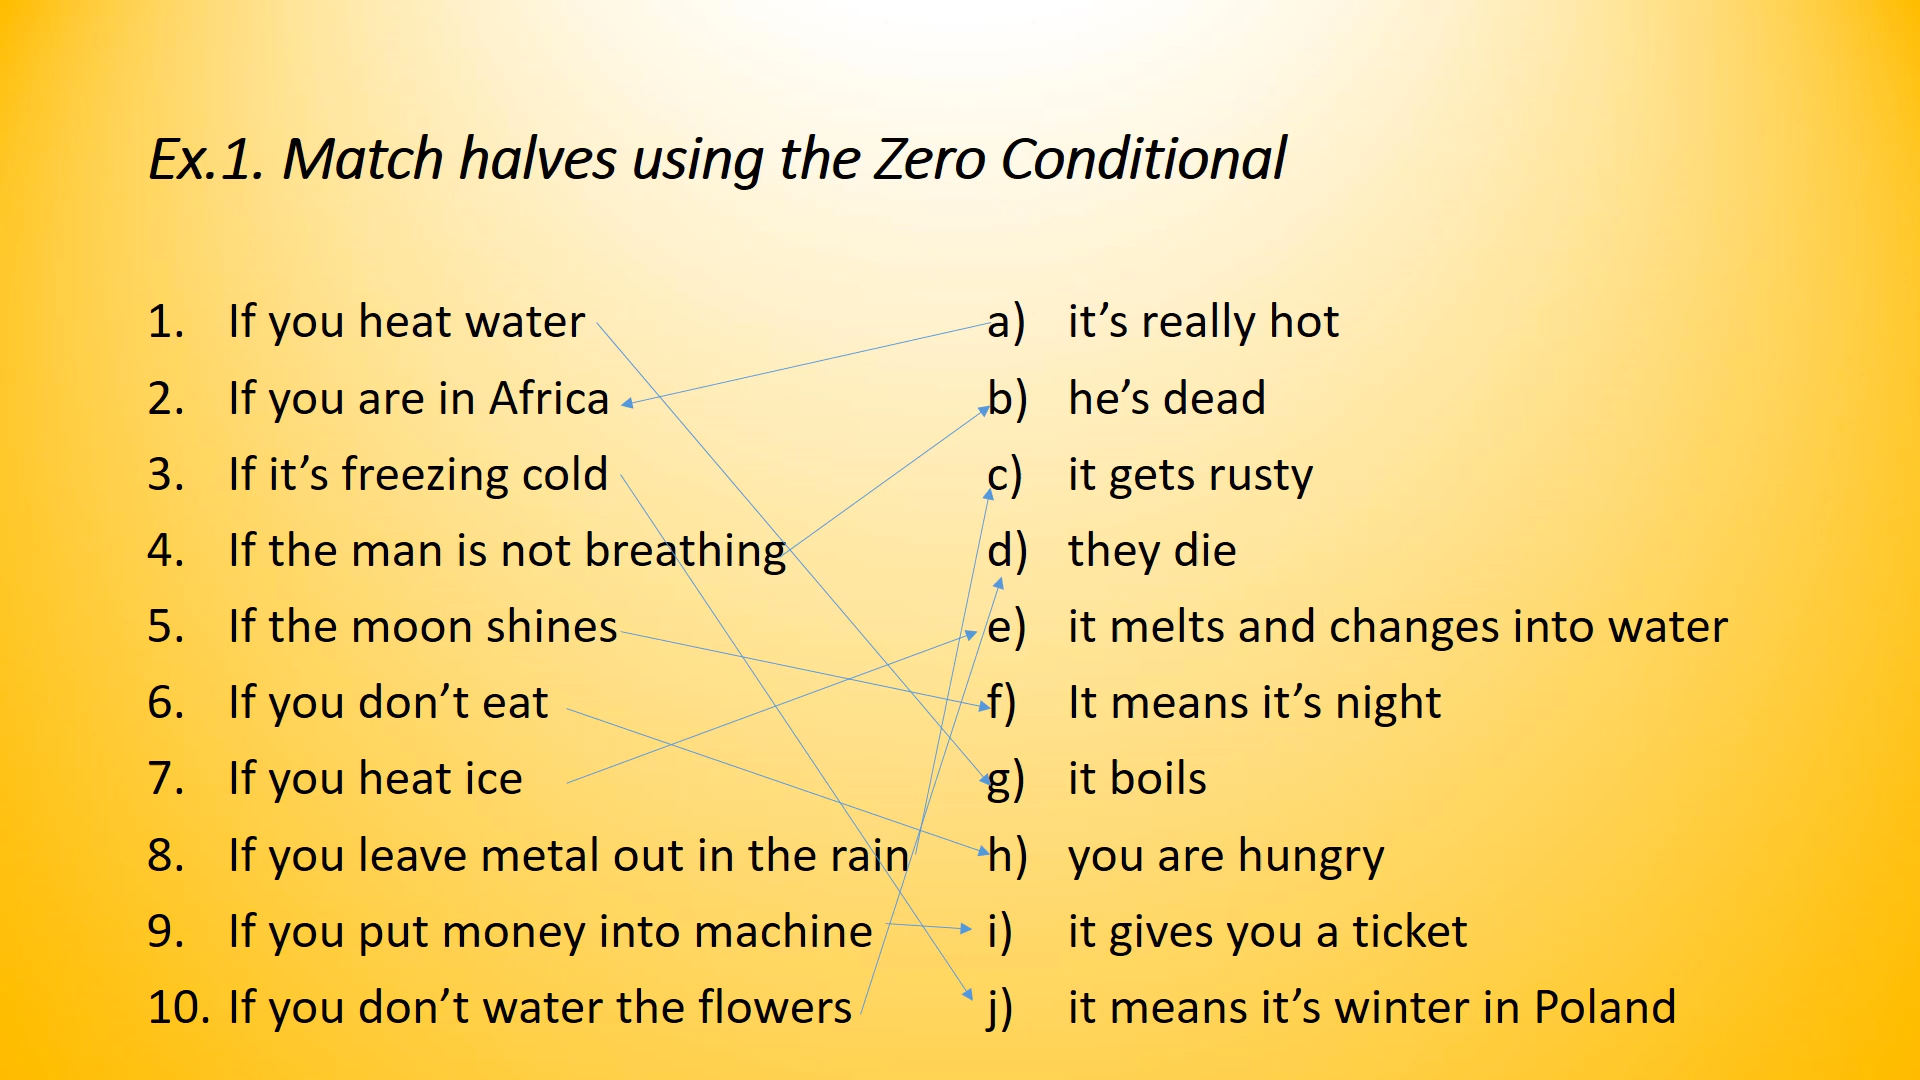 Ex.1. Match halves using the Zero Conditional
1. If you heat water
2. If you are in Africa
3. If it’s freezing cold
4. If the man is not breathing
5. If the moon shines
6. If you don’t eat
7. If you heat ice
8. If you leave metal out in the rain
9. If you put money into machine
10. If you don’t water the flowers
a) it’s really hot
b) he’s dead
c) it gets rusty
d) they die
e) it melts and changes into water
f) It means it’s night
g) it boils
h) you are hungry
i) it gives you a ticket
j) it means it’s winter in Poland